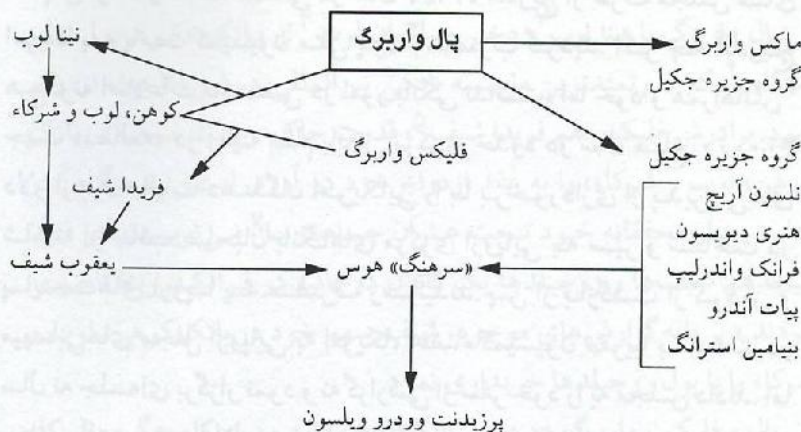 پال واربرگ
ماکس واربرگ
گروه جزیره جکیل
نینا لوب
کوهن، لوب و شرکاء
فلیکس واربرگ
گروه جزیره جکیل
نلسون آریچ
هنری دیویسون
فرانک واندرلیپ
پیات آندرو
بنیامین استرانگ
فریدا شیف
یعقوب شیف
«سرهنگ» هوس
پرزیدنت وودرو ویلسون